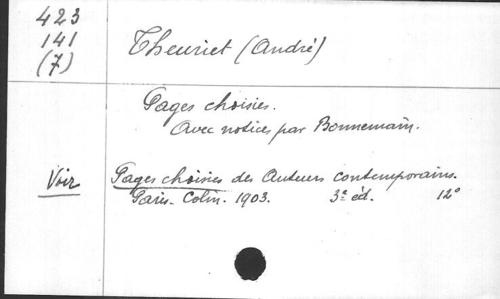 423
141
(7)
Theuriet (André)
Pages choisies.
Avec notices par Bonnemain.
Voir Pages choisies des Auteurs contemporains.
Paris. Colin. 1903. 3e éd. 12°